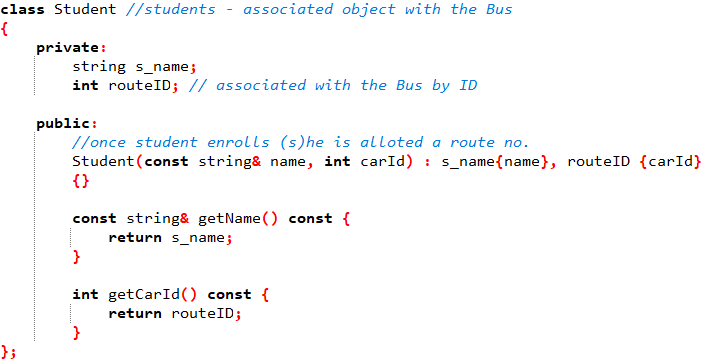 class Student //students - associated object with the Bus
{
private:
string s_name;
int routeID; // associated with the Bus by ID
public:
//once student enrolls (s)he is alloted a route no.
Student(const string& name, int carId) : s_name{name}, routeID {carId}
{}
const string& getName() const {
return s_name;
}
int getCarId() const {
return routeID;
}
};